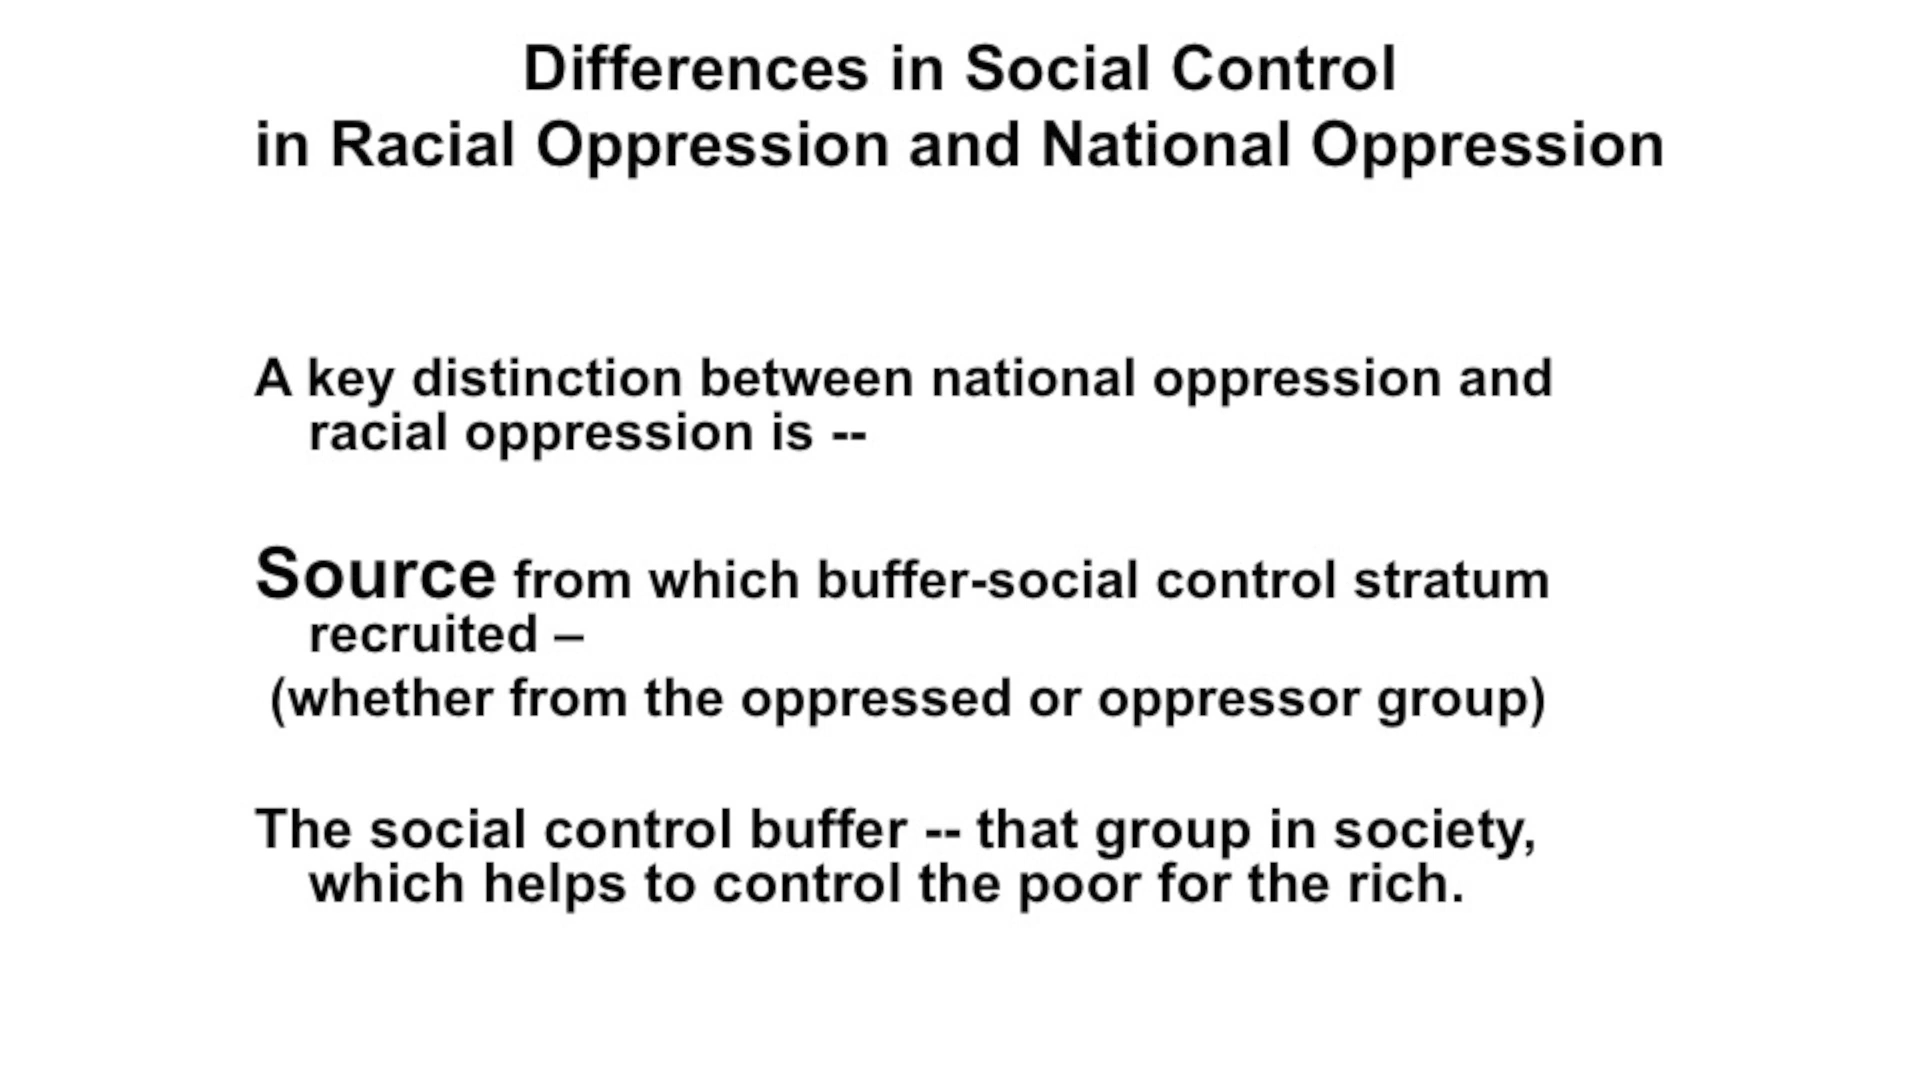 Differences in Social Control
in Racial Oppression and National Oppression
A key distinction between national oppression and
racial oppression is --
Source from which buffer-social control stratum
recruited –
(whether from the oppressed or oppressor group)
The social control buffer -- that group in society,
which helps to control the poor for the rich.